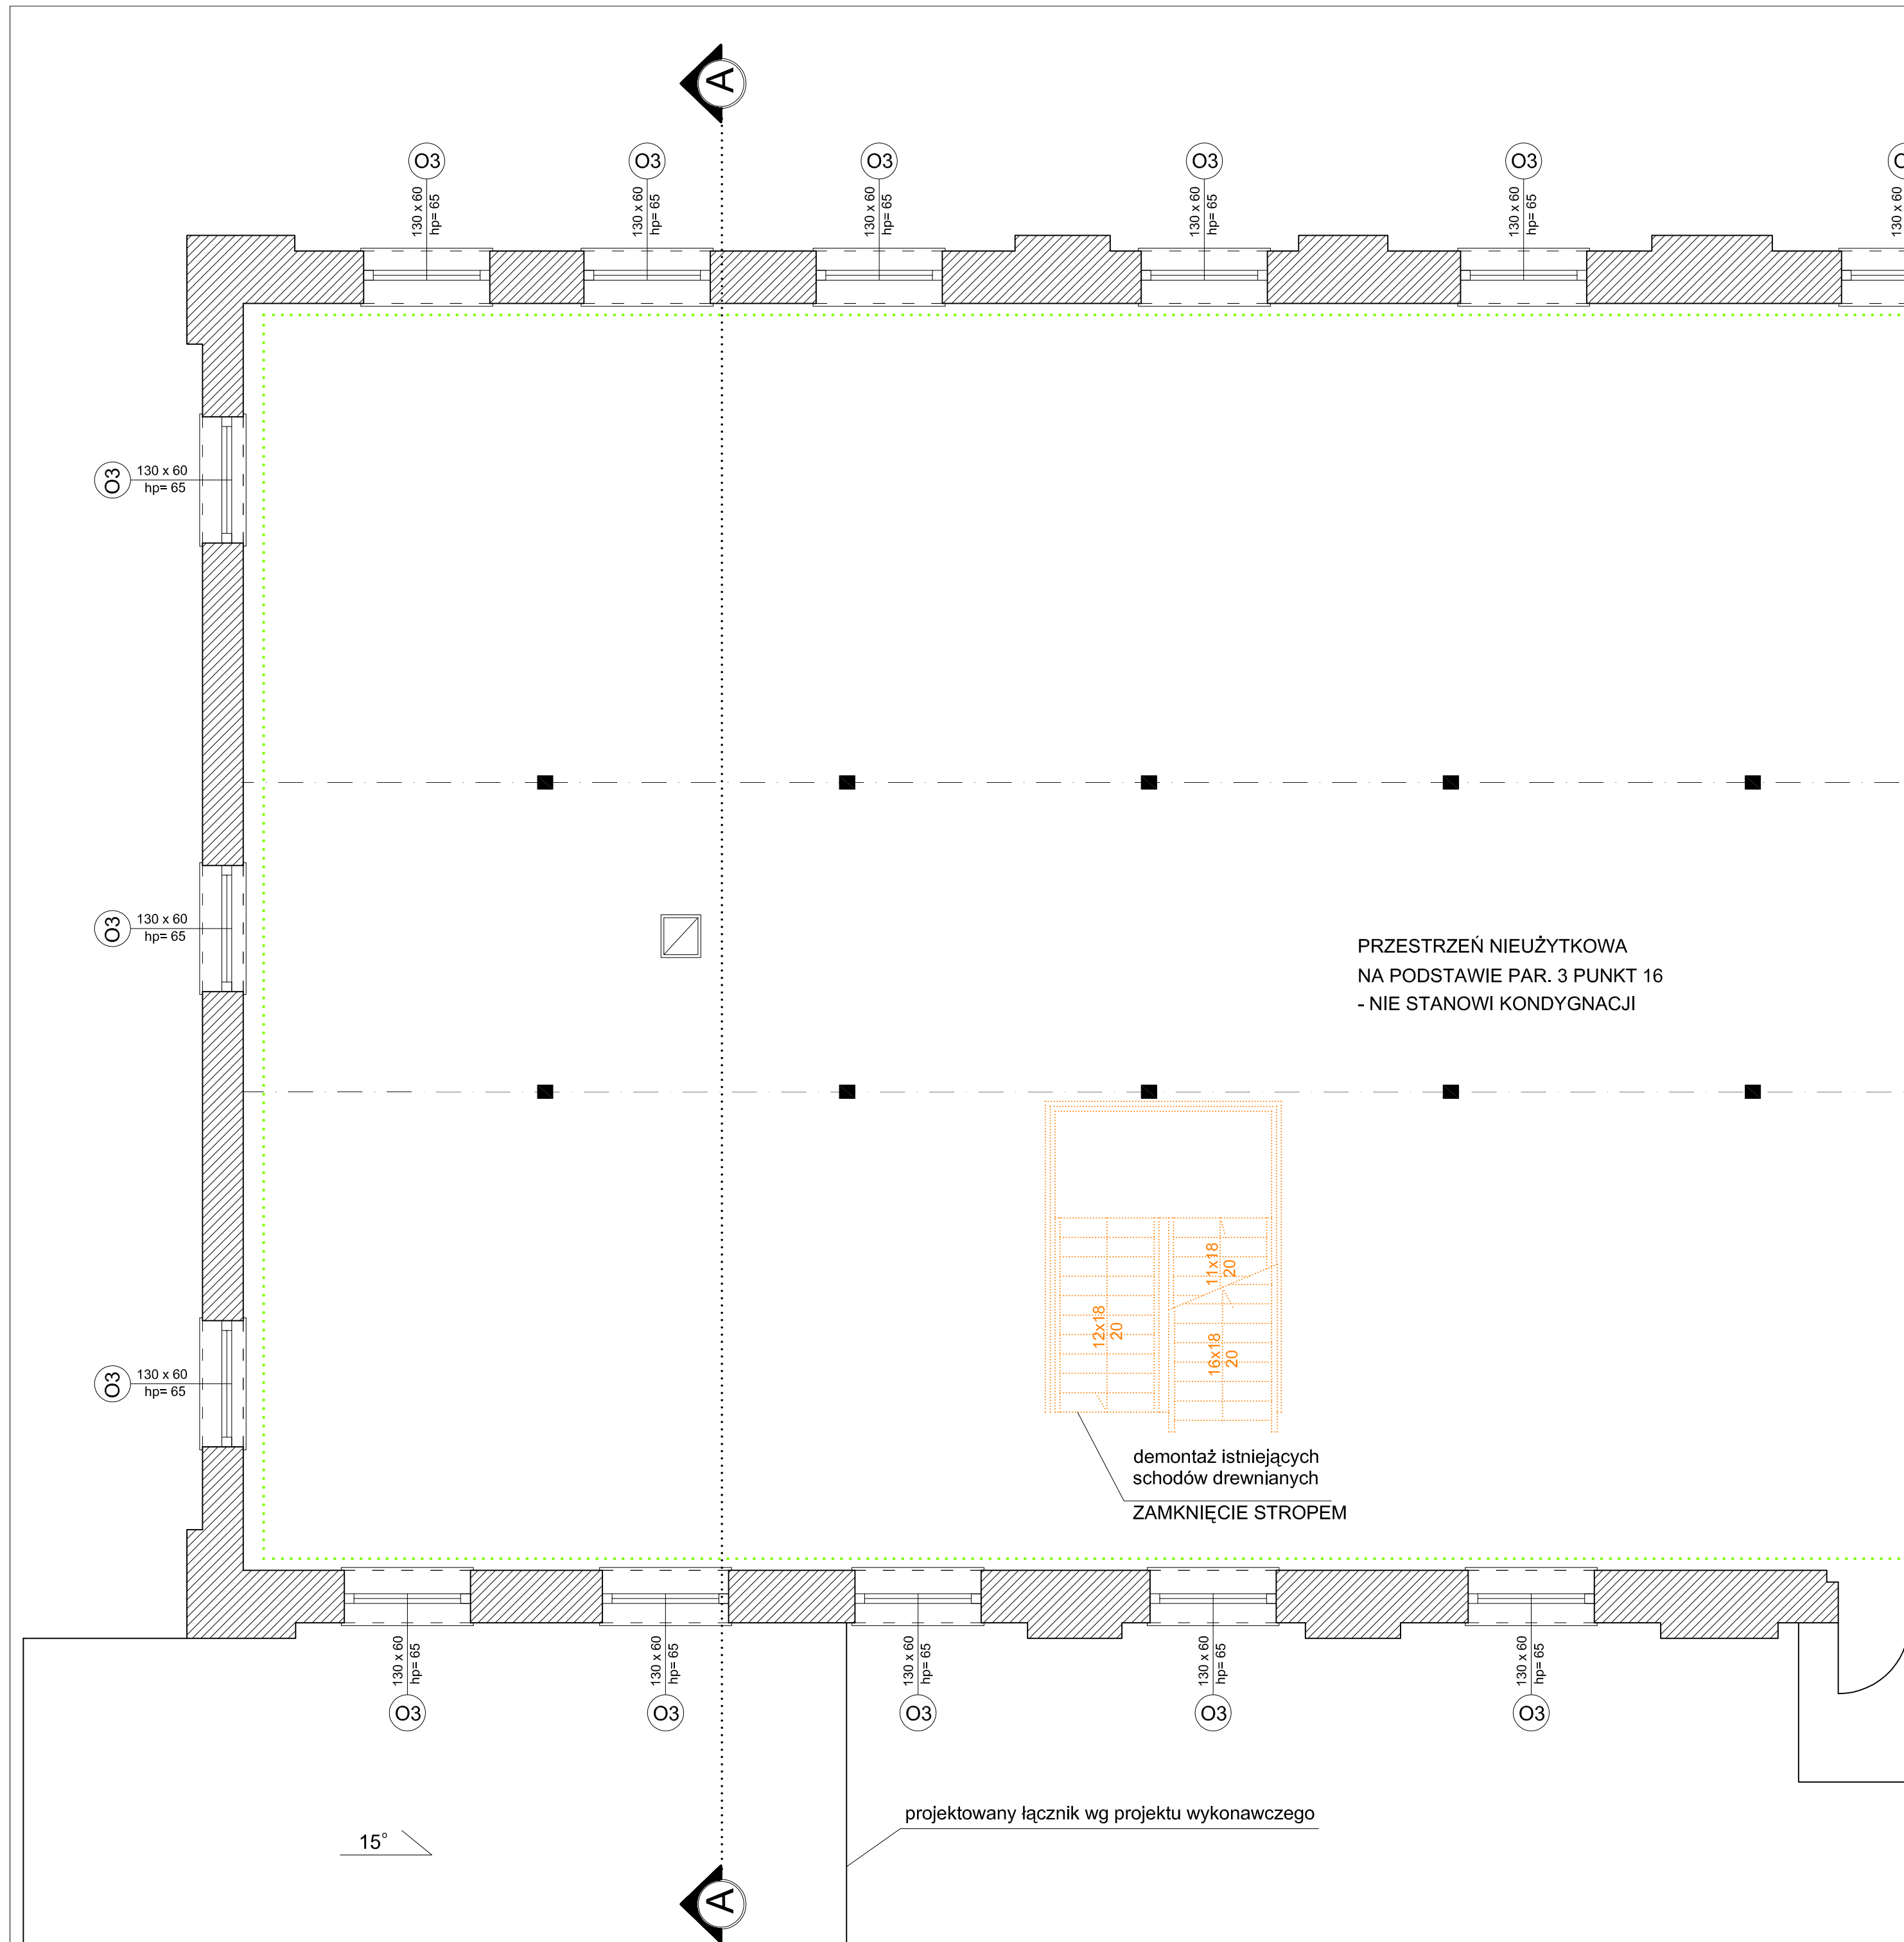 A
O3
130 x 60
hp= 65
O3
130 x 60
hp= 65
O3
130 x 60
hp= 65
O3
130 x 60
hp= 65
O3
130 x 60
hp= 65
130 x 60
O3
130 x 60
hp= 65
O3
130 x 60
hp= 65
PRZESTRZEŃ NIEUŻYTKOWA
NA PODSTAWIE PAR. 3 PUNKT 16
- NIE STANOWI KONDYGNACJI
11x18
20
12x18
20
16x18
20
O3
130 x 60
hp= 65
demontaż istniejących
schodów drewnianych
ZAMKNIĘCIE STROPEM
130 x 60
hp= 65
O3
130 x 60
hp= 65
O3
130 x 60
hp= 65
O3
130 x 60
hp= 65
O3
130 x 60
hp= 65
O3
projektowany łącznik wg projektu wykonawczego
15°
A